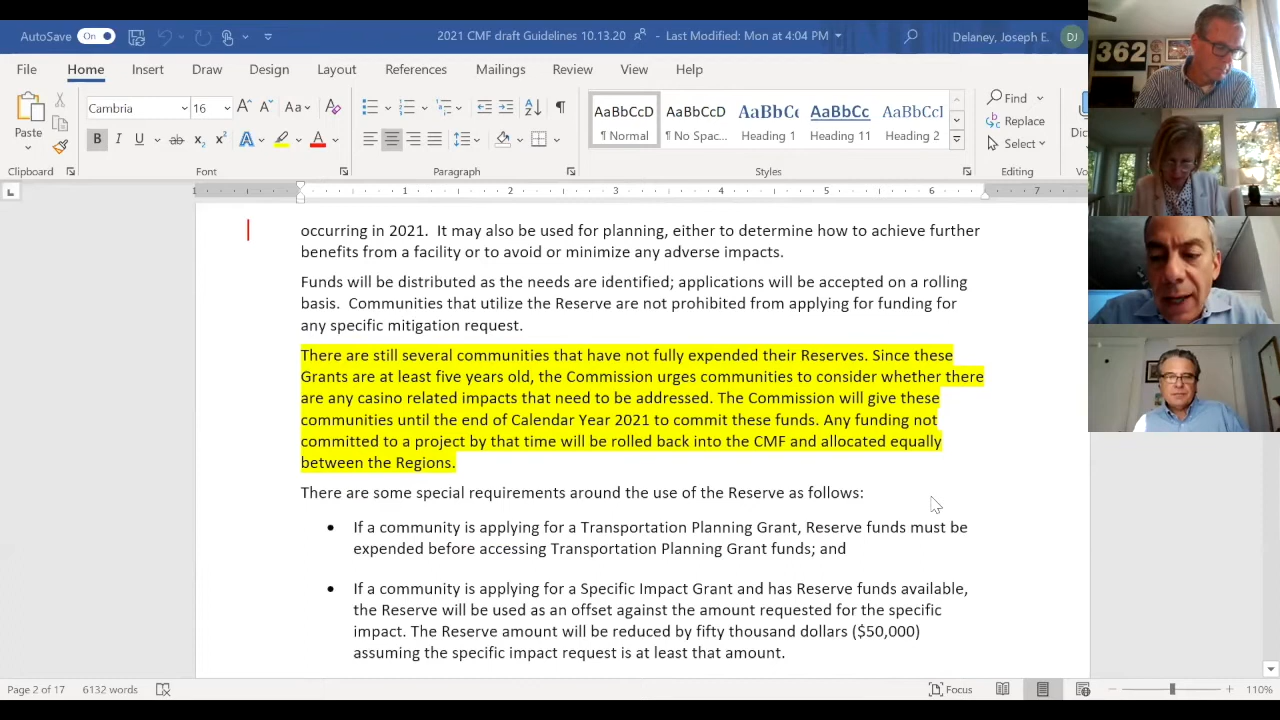 AutoSave On
2021 CMF draft Guidelines 10.13.20 - Last Modified: Mon at 4:04 PM
Delaney, Joseph E. DJ
File Home Insert Draw Design Layout References Mailings Review View Help
Paste
Cambria 16
Aa
B I U ab x₂ x² A A
AaBbCcD AaBbCcD AaBbCc AaBbCc AaBbCcI
¶ Normal ¶ No Spac... Heading 1 Heading 11 Heading 2
Find
Replace
Select
Dic
Clipboard Font Paragraph Styles Editing
1 1 2 3 4 5 6 7
occurring in 2021. It may also be used for planning, either to determine how to achieve further
benefits from a facility or to avoid or minimize any adverse impacts.
Funds will be distributed as the needs are identified; applications will be accepted on a rolling
basis. Communities that utilize the Reserve are not prohibited from applying for funding for
any specific mitigation request.
There are still several communities that have not fully expended their Reserves. Since these
Grants are at least five years old, the Commission urges communities to consider whether there
are any casino related impacts that need to be addressed. The Commission will give these
communities until the end of Calendar Year 2021 to commit these funds. Any funding not
committed to a project by that time will be rolled back into the CMF and allocated equally
between the Regions.
There are some special requirements around the use of the Reserve as follows:
• If a community is applying for a Transportation Planning Grant, Reserve funds must be
expended before accessing Transportation Planning Grant funds; and
• If a community is applying for a Specific Impact Grant and has Reserve funds available,
the Reserve will be used as an offset against the amount requested for the specific
impact. The Reserve amount will be reduced by fifty thousand dollars ($50,000)
assuming the specific impact request is at least that amount.
Page 2 of 17 6132 words
Focus
110%
362